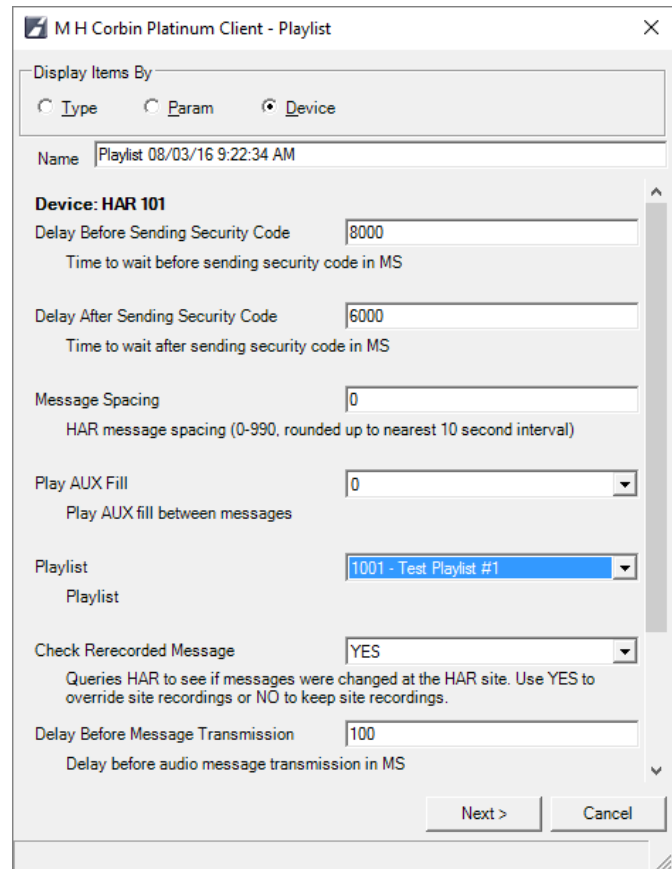 M H Corbin Platinum Client - Playlist
Display Items By
Type Param Device
Name Playlist 08/03/16 9:22:34 AM
Device: HAR 101
Delay Before Sending Security Code 8000
Time to wait before sending security code in MS
Delay After Sending Security Code 6000
Time to wait after sending security code in MS
Message Spacing 0
HAR message spacing (0-990, rounded up to nearest 10 second interval)
Play AUX Fill 0
Play AUX fill between messages
Playlist 1001 - Test Playlist #1
Playlist
Check Rerecorded Message YES
Queries HAR to see if messages were changed at the HAR site. Use YES to
override site recordings or NO to keep site recordings.
Delay Before Message Transmission 100
Delay before audio message transmission in MS
Next > Cancel